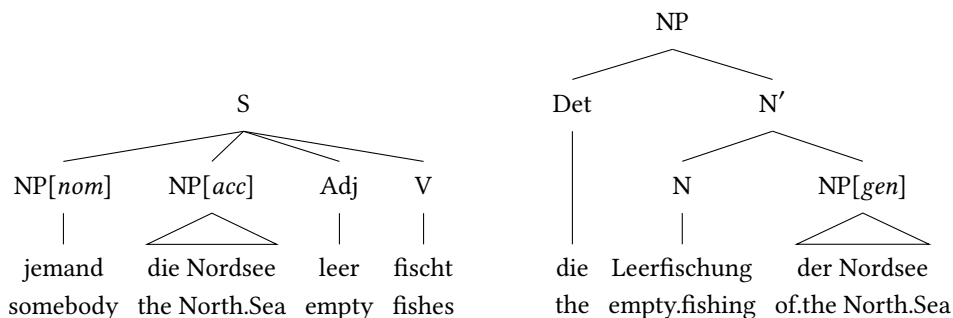 NP
S Det N′
NP[nom] NP[acc] Adj V N NP[gen]
jemand die Nordsee leer fischt die Leerfischung der Nordsee
somebody the North.Sea empty fishes the empty.fishing of.the North.Sea